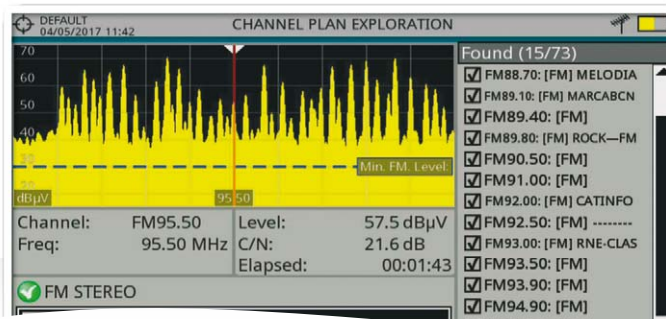 DEFAULT
04/05/2017 11:42
CHANNEL PLAN EXPLORATION
70
60
50
40
30
20
Min. FM. Level:
dBµV
95.50
Channel: FM95.50
Freq: 95.50 MHz
Level: 57.5 dBµV
C/N: 21.6 dB
Elapsed: 00:01:43
FM STEREO
Found (15/73)
FM88.70: [FM] MELODIA
FM89.10: [FM] MARCABCN
FM89.40: [FM]
FM89.80: [FM] ROCK—FM
FM90.50: [FM]
FM91.00: [FM]
FM92.00: [FM] CATINFO
FM92.50: [FM] --------
FM93.00: [FM] RNE-CLAS
FM93.50: [FM]
FM93.90: [FM]
FM94.90: [FM]